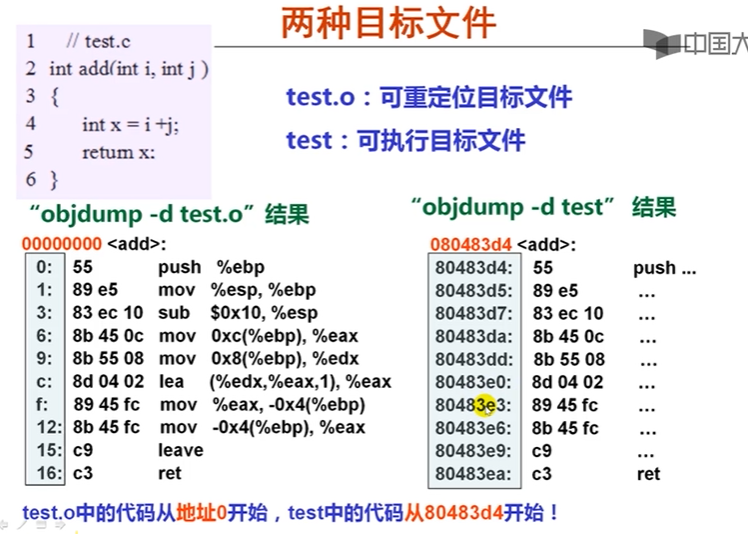 两种目标文件
中国大
1 // test.c
2 int add(int i, int j )
3 {
4 int x = i +j;
5 retum x:
6 }
test.o：可重定位目标文件
test：可执行目标文件
“objdump -d test.o”结果
00000000 <add>:
0: 55 push %ebp
1: 89 e5 mov %esp, %ebp
3: 83 ec 10 sub $0x10, %esp
6: 8b 45 0c mov 0xc(%ebp), %eax
9: 8b 55 08 mov 0x8(%ebp), %edx
c: 8d 04 02 lea (%edx,%eax,1), %eax
f: 89 45 fc mov %eax, -0x4(%ebp)
12: 8b 45 fc mov -0x4(%ebp), %eax
15: c9 leave
16: c3 ret
“objdump -d test” 结果
080483d4 <add>:
80483d4: 55 push ...
80483d5: 89 e5 ...
80483d7: 83 ec 10 ...
80483da: 8b 45 0c ...
80483dd: 8b 55 08 ...
80483e0: 8d 04 02 ...
80483e3: 89 45 fc ...
80483e6: 8b 45 fc ...
80483e9: c9 ...
80483ea: c3 ret
test.o中的代码从地址0开始，test中的代码从80483d4开始！